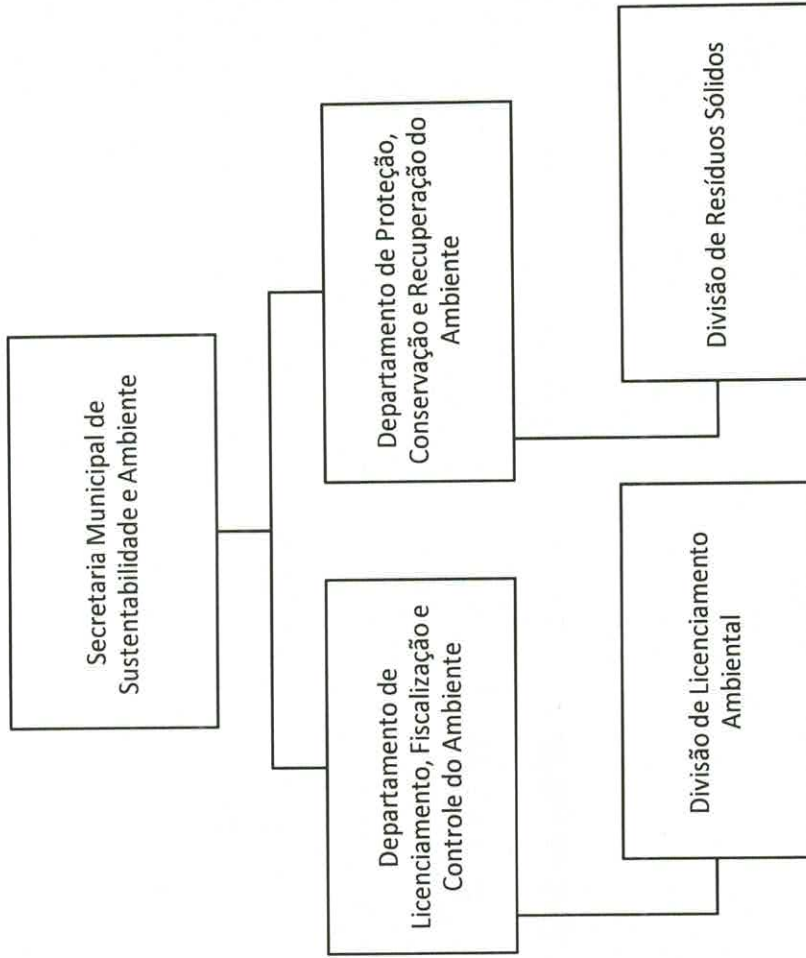 Secretaria Municipal de
Sustentabilidade e Ambiente
Departamento de
Licenciamento, Fiscalização e
Controle do Ambiente
Departamento de Proteção,
Conservação e Recuperação do
Ambiente
Divisão de Licenciamento
Ambiental
Divisão de Resíduos Sólidos